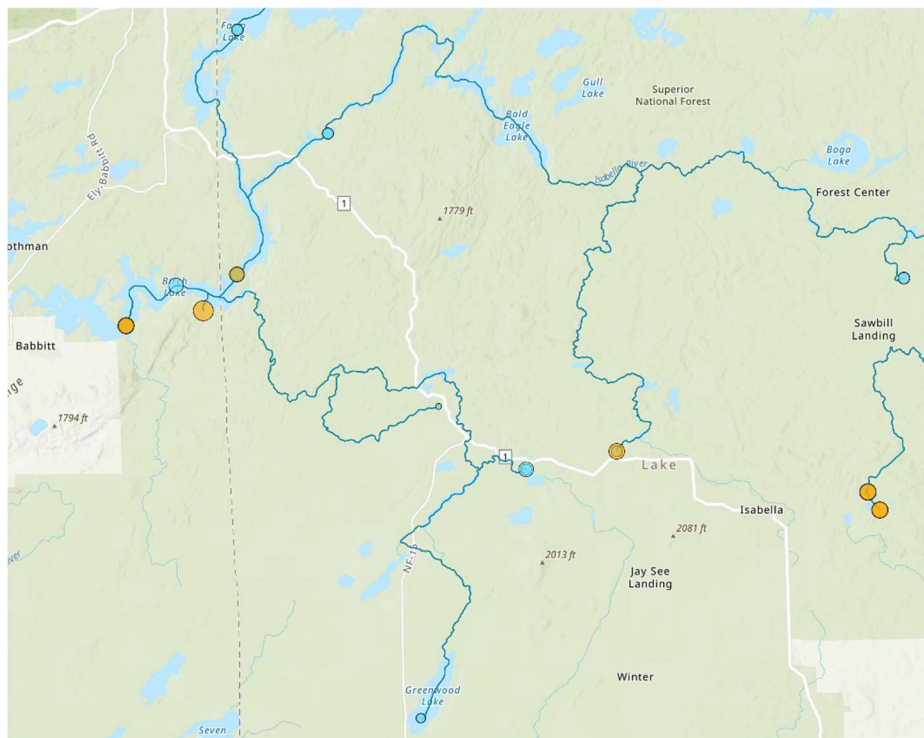 Farm
Lake
Gull
Lake
Superior
National Forest
Bald
Eagle
Lake
Ely-Babbitt Rd
Boga
Lake
Isabella River
Forest Center
1
1779 ft
othman
Birch
Lake
Sawbill
Landing
Babbitt
1794 ft
1
Lake
Isabella
2081 ft
2013 ft
Jay See
Landing
Winter
Greenwood
Lake
Seven